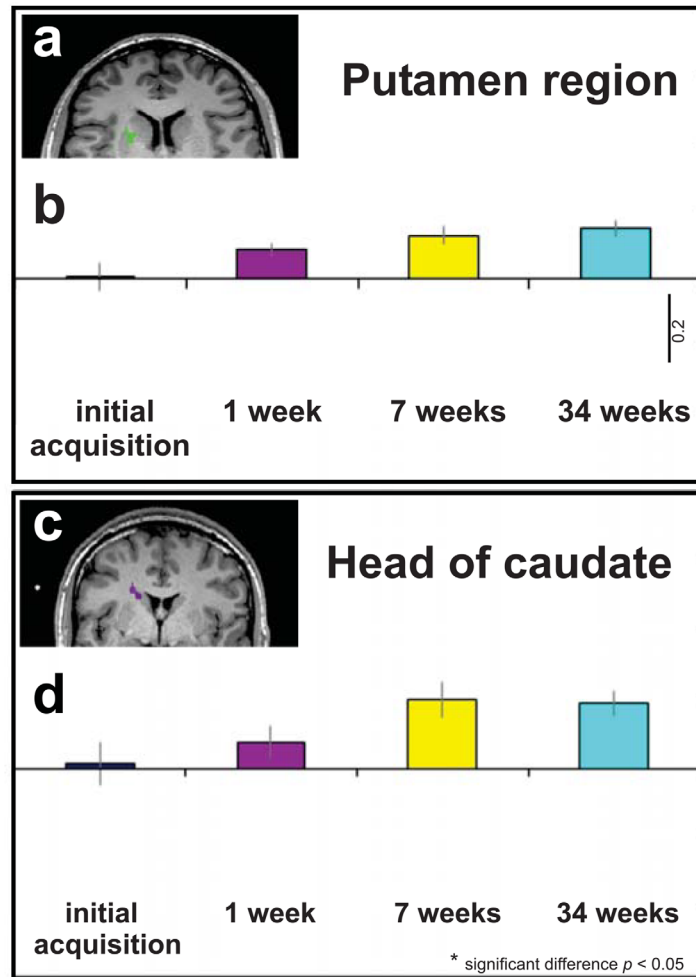 a
Putamen region
b
0.2
initial
acquisition
1 week
7 weeks
34 weeks
c
Head of caudate
d
initial
acquisition
1 week
7 weeks
34 weeks
* significant difference p < 0.05